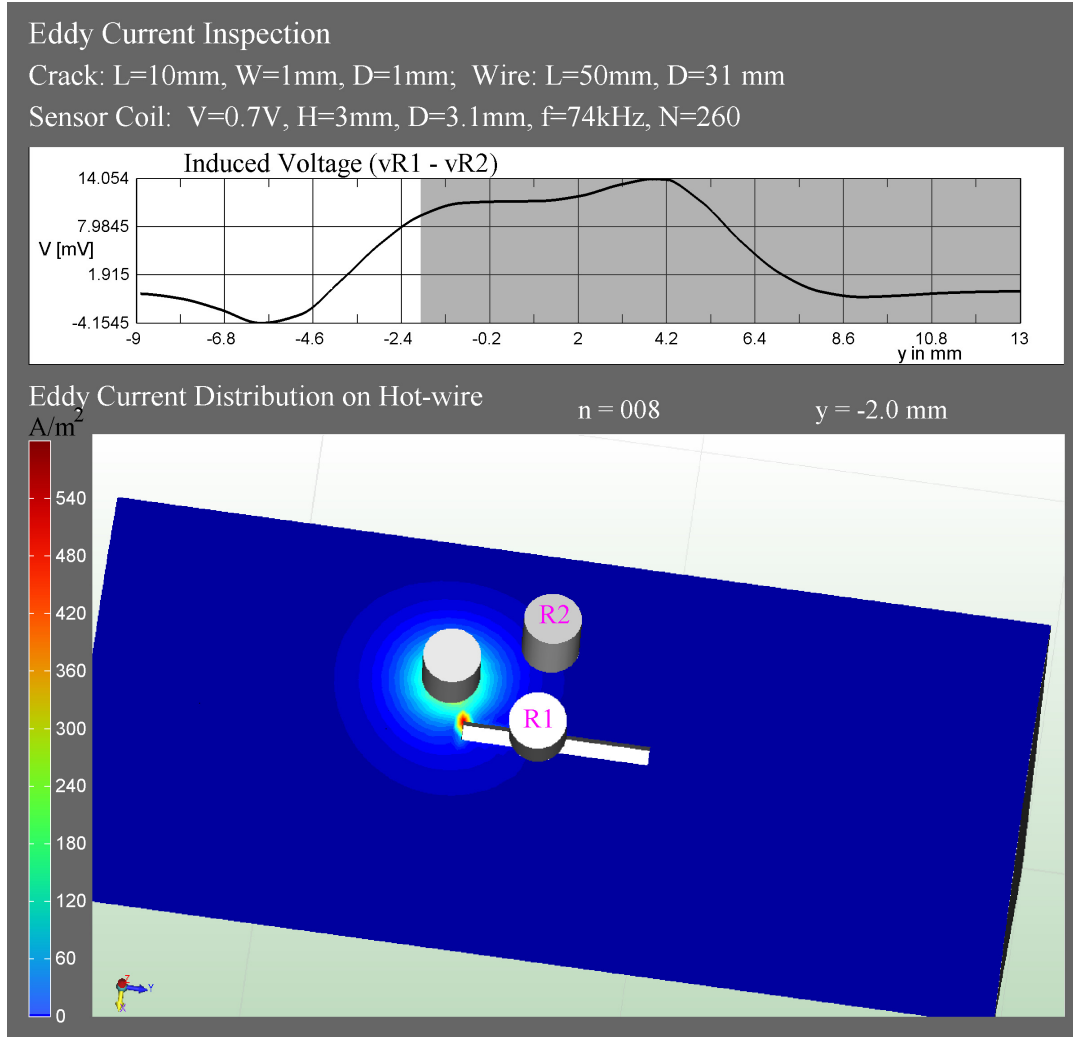 Eddy Current Inspection
Crack: L=10mm, W=1mm, D=1mm; Wire: L=50mm, D=31 mm
Sensor Coil: V=0.7V, H=3mm, D=3.1mm, f=74kHz, N=260
Induced Voltage (vR1 - vR2)
14.054
7.9845
V [mV]
1.915
-4.1545
-9 -6.8 -4.6 -2.4 -0.2 2 4.2 6.4 8.6 10.8 13
y in mm
Eddy Current Distribution on Hot-wire n = 008 y = -2.0 mm
A/m²
540
480
420
360
300
240
180
120
60
0
R2
R1
Z
Y
X